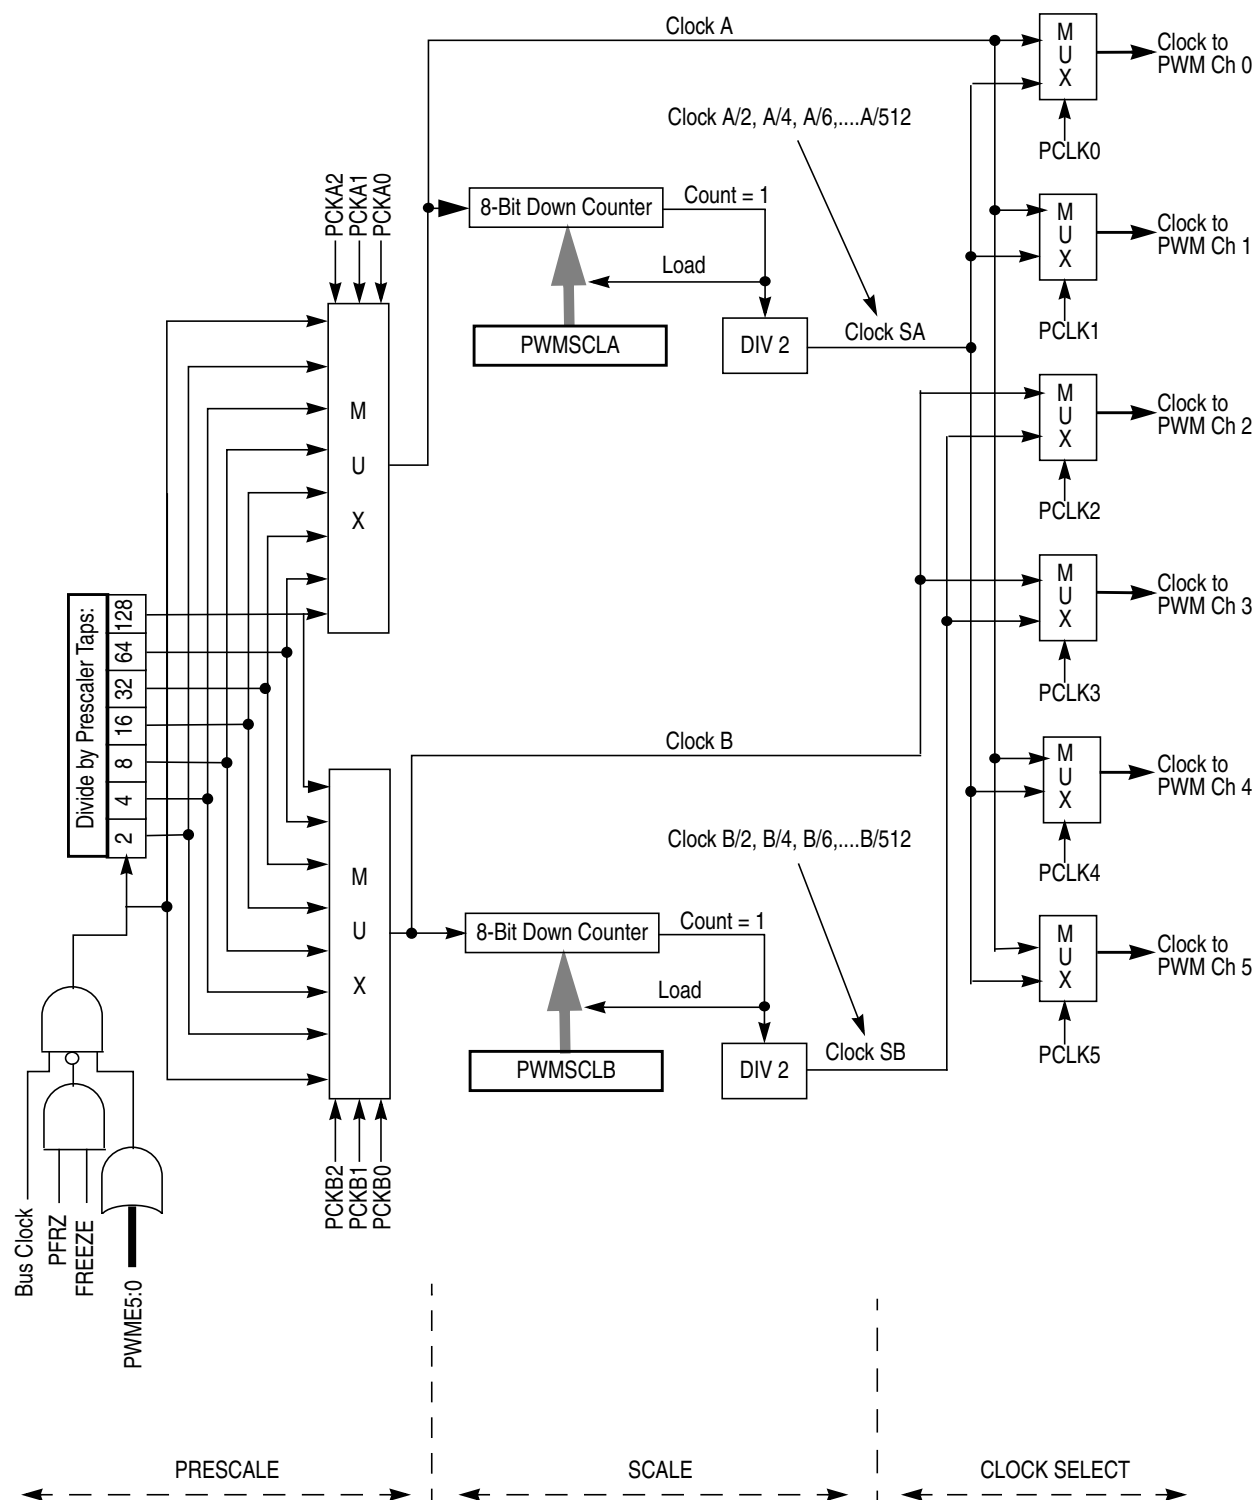 Clock A
M
U
X
Clock to
PWM Ch 0
PCLK0
Clock A/2, A/4, A/6,....A/512
PCKA2
PCKA1
PCKA0
8-Bit Down Counter
Count = 1
M
U
X
Clock to
PWM Ch 1
PCLK1
Load
PWMSCLA
DIV 2
Clock SA
M
U
X
M
U
X
Clock to
PWM Ch 2
PCLK2
M
U
X
Clock to
PWM Ch 3
PCLK3
Divide by Prescaler Taps:
128
64
32
16
8
4
2
Clock B
M
U
X
Clock to
PWM Ch 4
PCLK4
Clock B/2, B/4, B/6,....B/512
M
U
X
8-Bit Down Counter
Count = 1
M
U
X
Clock to
PWM Ch 5
PCLK5
Load
PWMSCLB
DIV 2
Clock SB
PCKB2
PCKB1
PCKB0
Bus Clock
PFRZ
FREEZE
PWME5:0
PRESCALE
SCALE
CLOCK SELECT